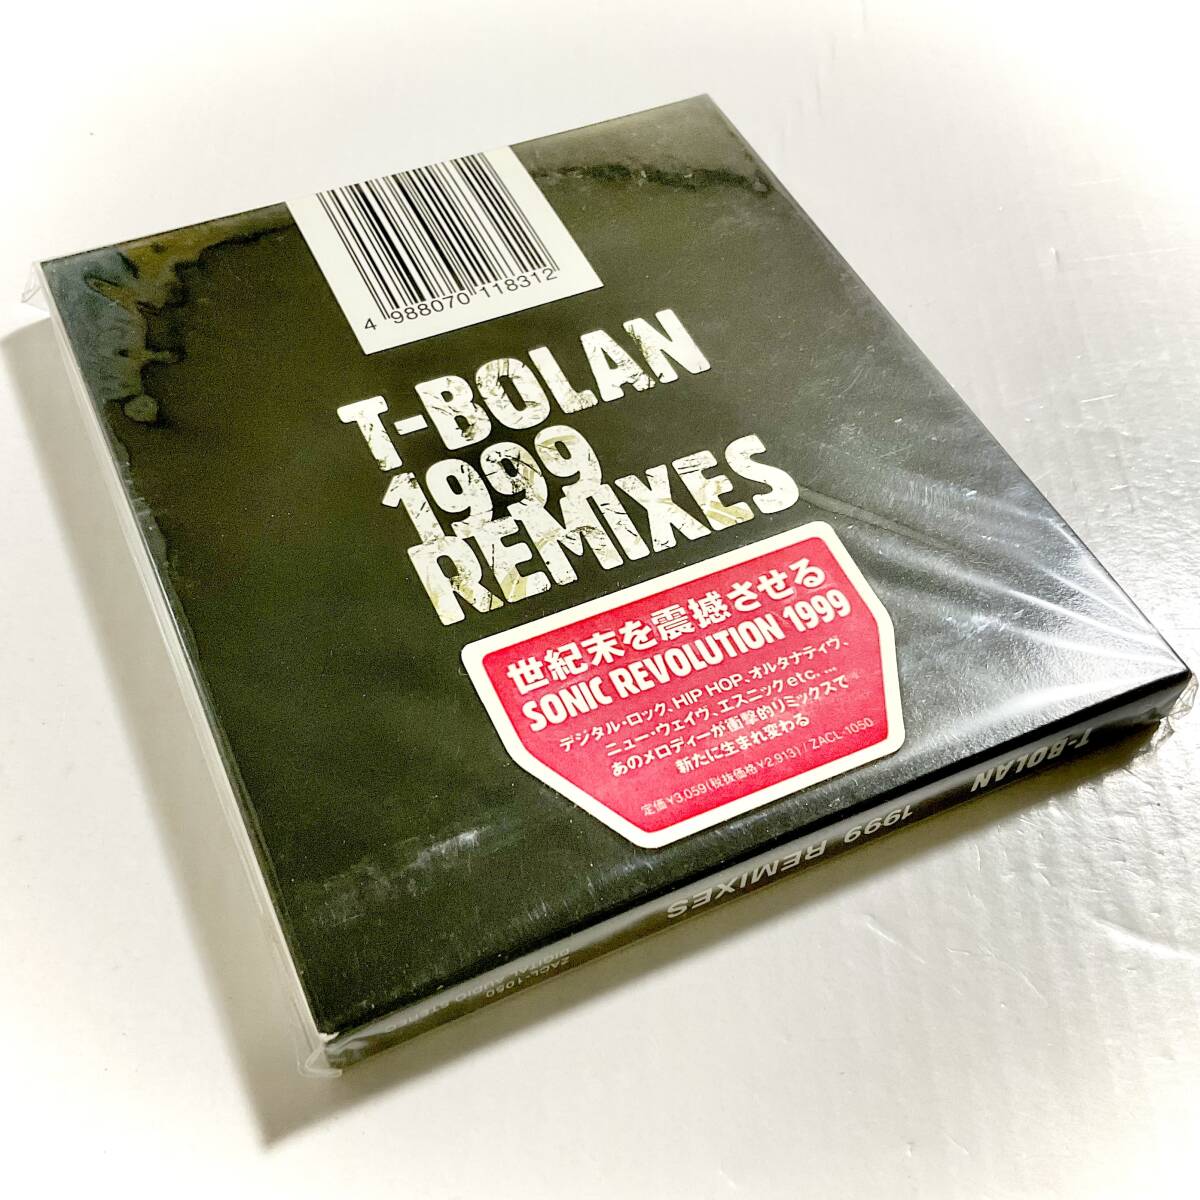 4 988070 118312
T-BOLAN
1999
REMIXES
世紀末を震撼させる
SONIC REVOLUTION 1999
デジタル・ロック、HIP HOP、オルタナティヴ、
ニュー・ウェイヴ、エスニックetc....
あのメロディーが衝撃的リミックスで
新たに生まれ変わる
定価¥3,059(税抜価格¥2,913) / ZACL-1050
T-BOLAN 1999 REMIXES
ZACL-1050
DIGITAL AUDIO STEREO